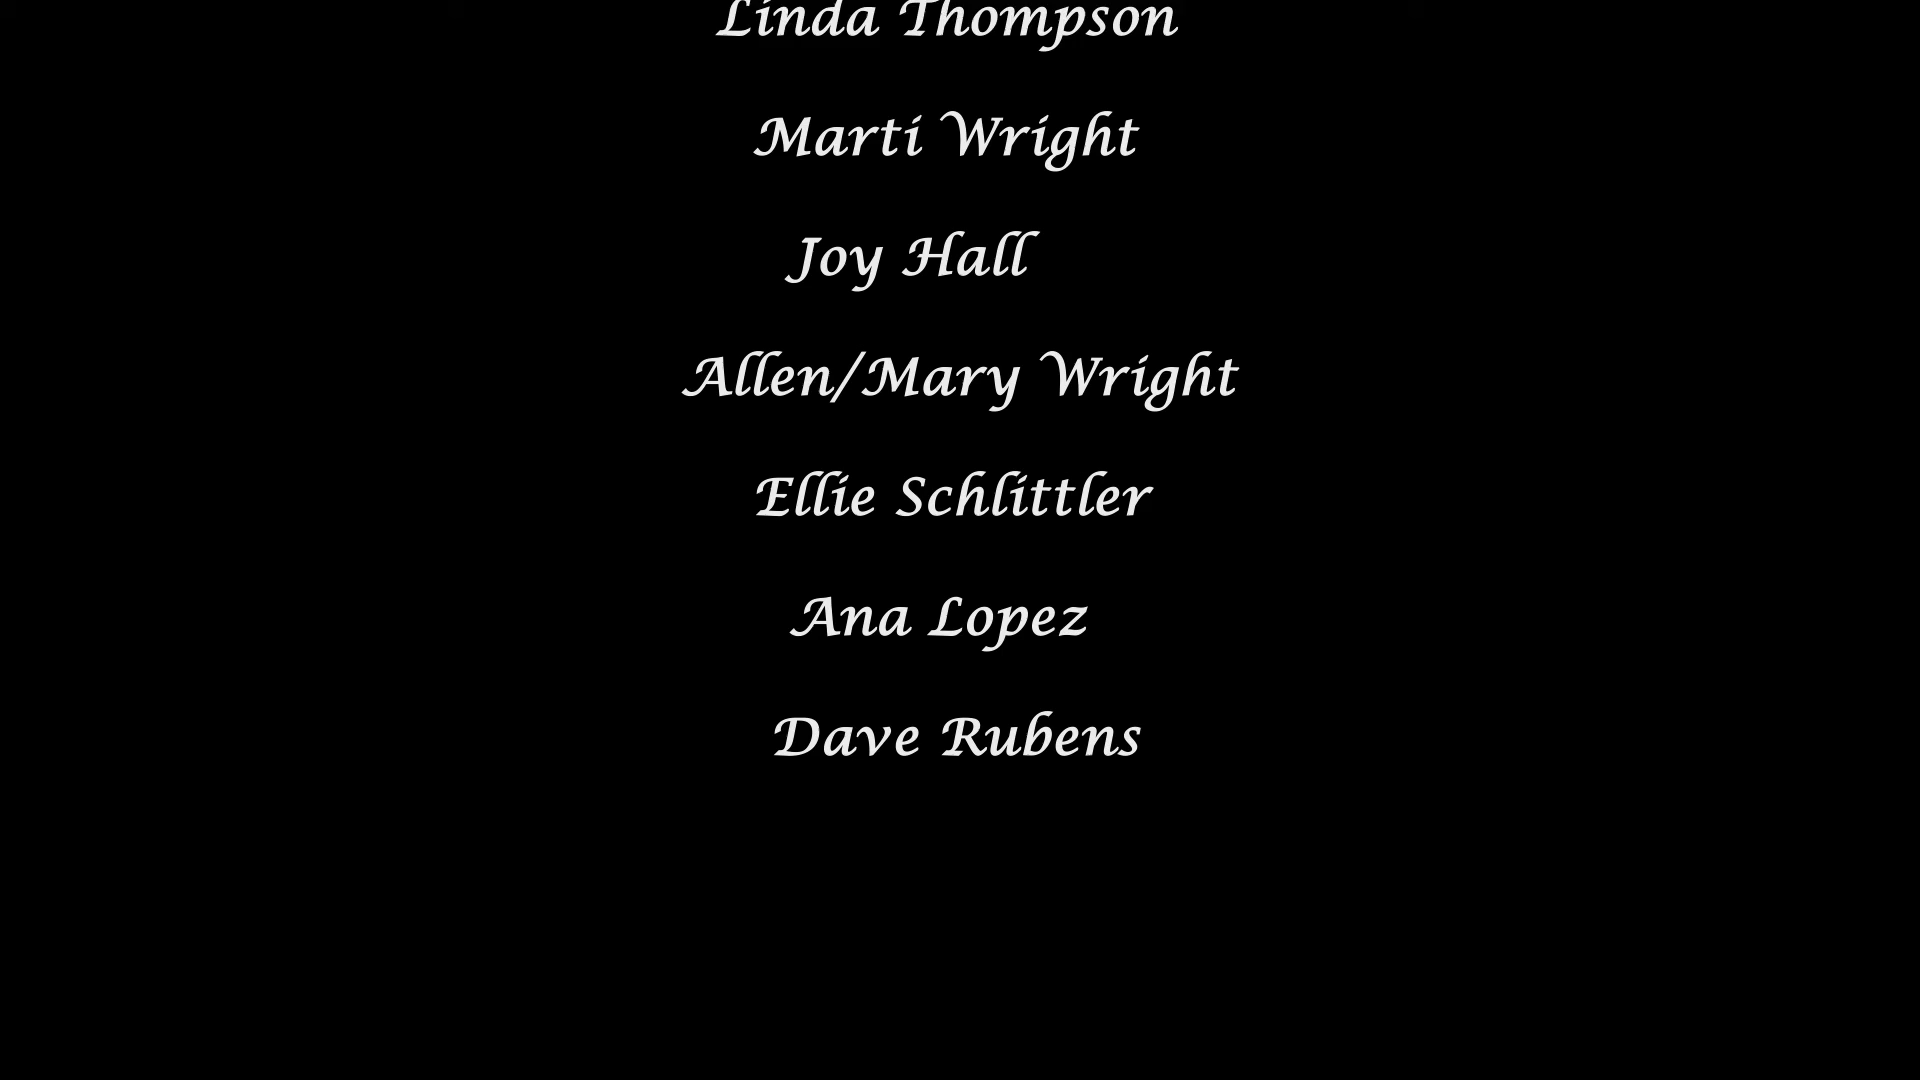 Linda Thompson
Marti Wright
Joy Hall
Allen/Mary Wright
Ellie Schlittler
Ana Lopez
Dave Rubens